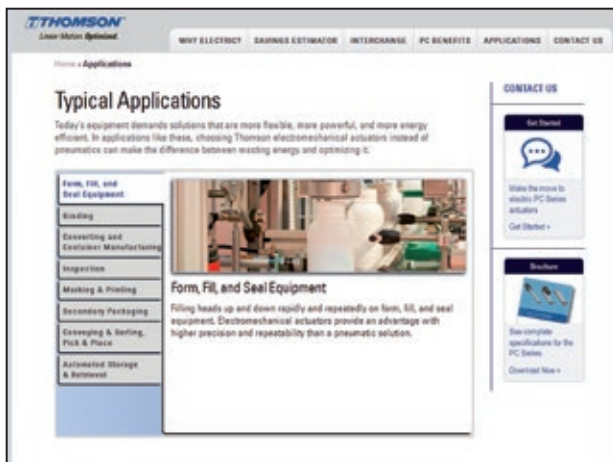 THOMSON
Linear Motion. Optimized.
WHY ELECTRIC? SAVINGS ESTIMATOR INTERCHANGE PC BENEFITS APPLICATIONS CONTACT US
Home » Applications
Typical Applications
Today's equipment demands solutions that are more flexible, more powerful, and more energy
efficient. In applications like these, choosing Thomson electromechanical actuators instead of
pneumatics can make the difference between wasting energy and optimizing it.
Form, Fill, and
Seal Equipment
Grading
Converting and
Container Manufacturing
Inspection
Marking & Printing
Secondary Packaging
Conveying & Sorting,
Pick & Place
Automated Storage
& Retrieval
Form, Fill, and Seal Equipment
Filling heads up and down rapidly and repeatedly on form, fill, and seal
equipment. Electromechanical actuators provide an advantage with
higher precision and repeatability than a pneumatic solution.
CONTACT US
Get Started
Make the move to
electric PC Series
actuators
Get Started »
Brochure
See complete
specifications for the
PC Series.
Download Now »